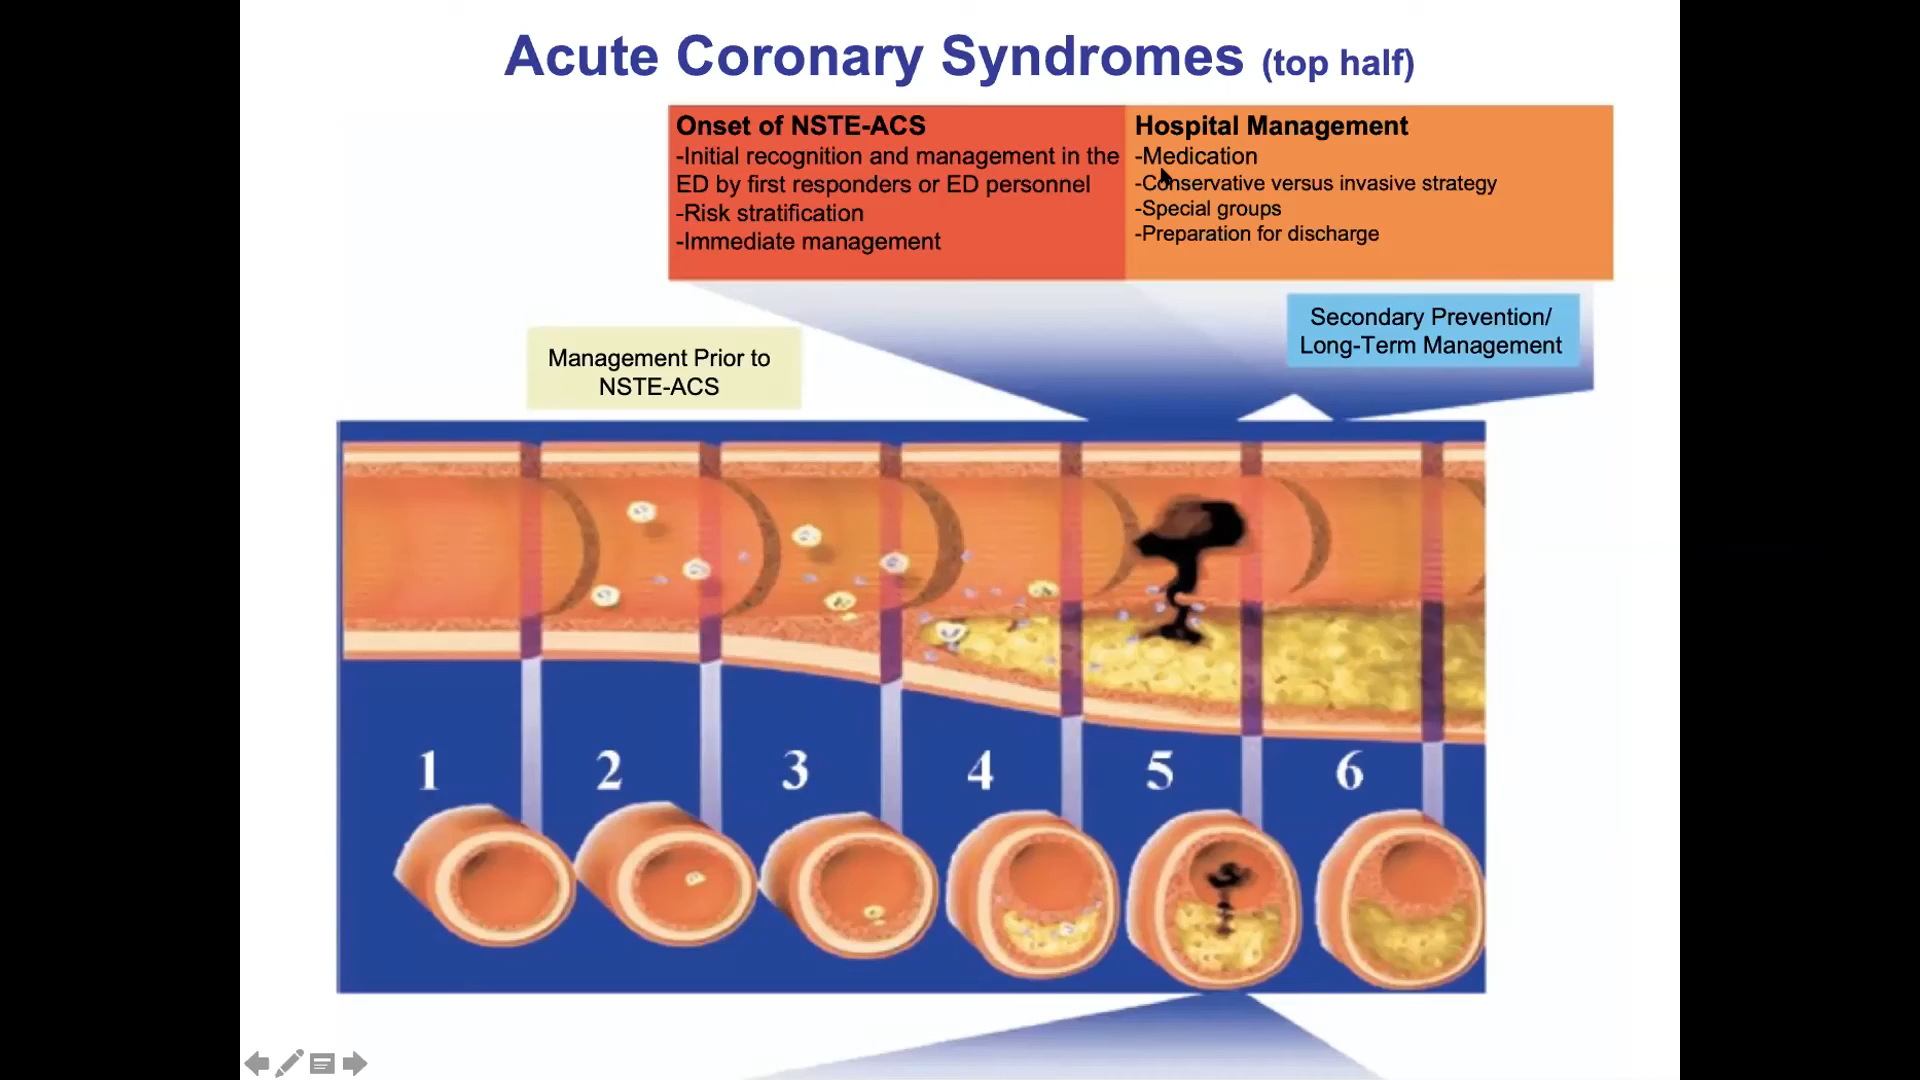 Acute Coronary Syndromes (top half)
Onset of NSTE-ACS
-Initial recognition and management in the
ED by first responders or ED personnel
-Risk stratification
-Immediate management
Hospital Management
-Medication
-Conservative versus invasive strategy
-Special groups
-Preparation for discharge
Secondary Prevention/
Long-Term Management
Management Prior to
NSTE-ACS
1 2 3 4 5 6